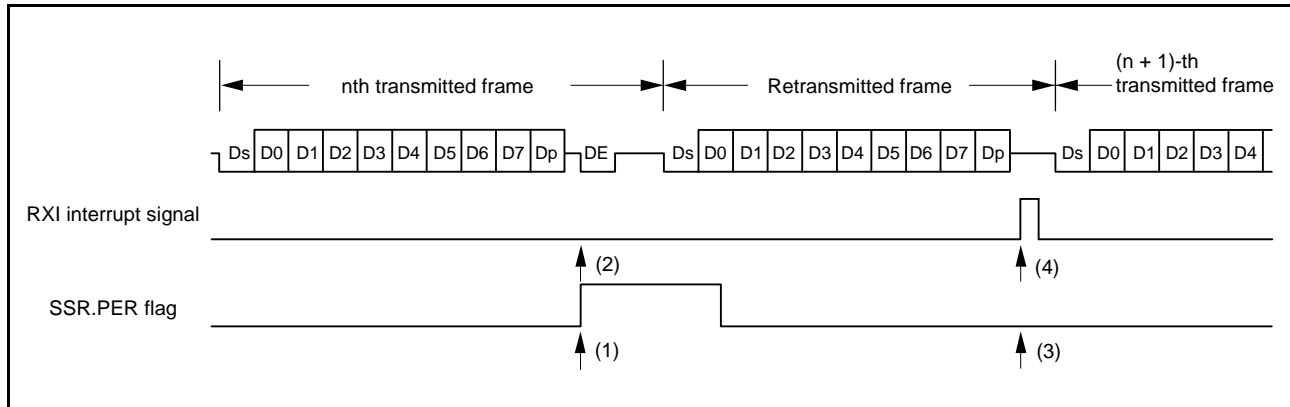 (n + 1)-th
nth transmitted frame
Retransmitted frame
transmitted frame
Ds D0 D1 D2 D3 D4 D5 D6 D7 Dp DE Ds D0 D1 D2 D3 D4 D5 D6 D7 Dp Ds D0 D1 D2 D3 D4
RXI interrupt signal
(2)
(4)
SSR.PER flag
(1)
(3)